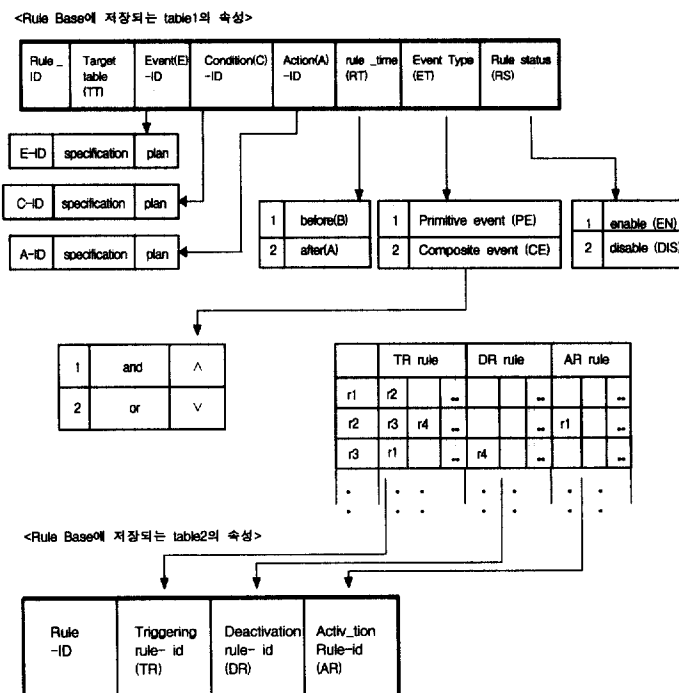 <Rule Base에 저장되는 table1의 속성>
Rule_ ID Target table (TT) Event(E) -ID Condition(C) -ID Action(A) -ID rule _time (RT) Event Type (ET) Rule status (RS)
E-ID specification plan
C-ID specification plan
A-ID specification plan
1 before(B)
2 after(A)
1 Primitive event (PE)
2 Composite event (CE)
1 enable (EN)
2 disable (DIS)
1 and ∧
2 or ∨
TR rule DR rule AR rule
r1 r2 .. .. ..
r2 r3 r4 .. .. r1 ..
r3 r1 .. r4 .. ..
<Rule Base에 저장되는 table2의 속성>
Rule -ID Triggering rule- id (TR) Deactivation rule- id (DR) Activ_tion Rule-id (AR)